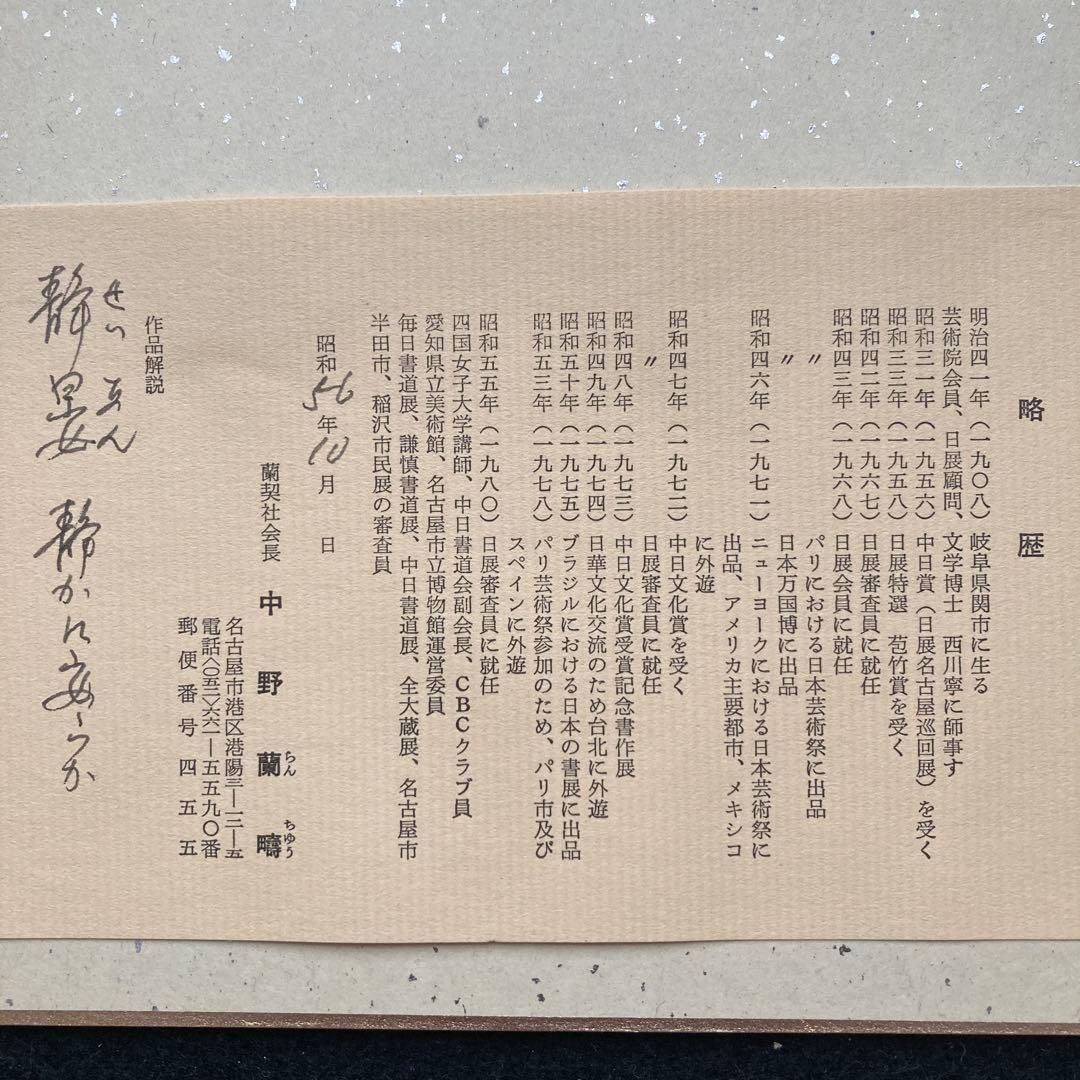 略歴
明治四一年（一九〇八）岐阜県関市に生る
芸術院会員、日展顧問、文学博士 西川寧に師事す
昭和三一年（一九五六）中日賞（日展名古屋巡回展）を受く
昭和三三年（一九五八）日展特選 苞竹賞を受く
昭和四二年（一九六七）日展審査員に就任
昭和四三年（一九六八）日展会員に就任
〃 パリにおける日本芸術祭に出品
〃 日本万国博に出品
昭和四六年（一九七一）ニューヨークにおける日本芸術祭に
出品、アメリカ主要都市、メキシコ
に外遊
昭和四七年（一九七二）中日文化賞を受く
〃 日展審査員に就任
昭和四八年（一九七三）中日文化賞受賞記念書作展
昭和四九年（一九七四）日華文化交流のため台北に外遊
昭和五十年（一九七五）ブラジルにおける日本の書展に出品
昭和五三年（一九七八）パリ芸術祭参加のため、パリ市及び
スペインに外遊
昭和五五年（一九八〇）日展審査員に就任
四国女子大学講師、中日書道会副会長、CBCクラブ員
愛知県立美術館、名古屋市立博物館運営委員
毎日書道展、謙慎書道展、中日書道展、全大蔵展、名古屋市
半田市、稲沢市民展の審査員
昭和56年10月 日
蘭契社会長 中野蘭疇
らん ちゆう
名古屋市港区港陽三―一二―五
電話〈〇五二〉六六一―五五九〇番
郵便番号 四五五
作品解説
せい えん
静晏 静かに安らか